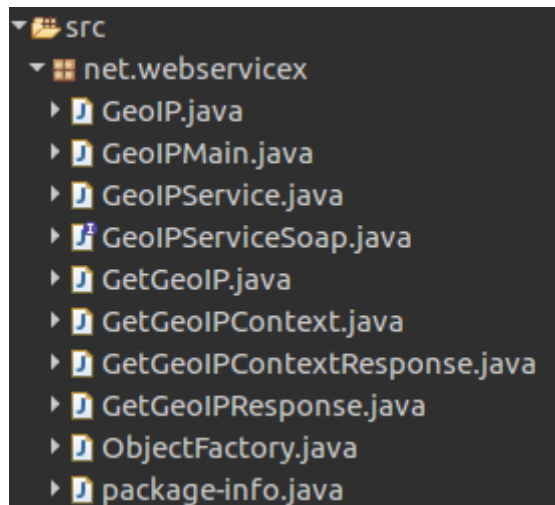 src
net.webservicex
GeoIP.java
GeoIPMain.java
GeoIPService.java
GeoIPServiceSoap.java
GetGeoIP.java
GetGeoIPContext.java
GetGeoIPContextResponse.java
GetGeoIPResponse.java
ObjectFactory.java
package-info.java